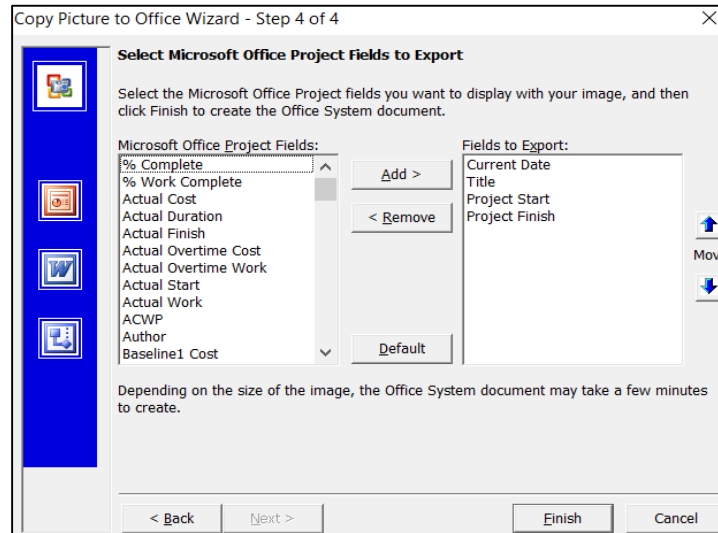 Copy Picture to Office Wizard - Step 4 of 4
Select Microsoft Office Project Fields to Export
Select the Microsoft Office Project fields you want to display with your image, and then
click Finish to create the Office System document.
Microsoft Office Project Fields:
% Complete
% Work Complete
Actual Cost
Actual Duration
Actual Finish
Actual Overtime Cost
Actual Overtime Work
Actual Start
Actual Work
ACWP
Author
Baseline1 Cost
Add >
< Remove
Default
Fields to Export:
Current Date
Title
Project Start
Project Finish
Mov
Depending on the size of the image, the Office System document may take a few minutes
to create.
< Back
Next >
Finish
Cancel